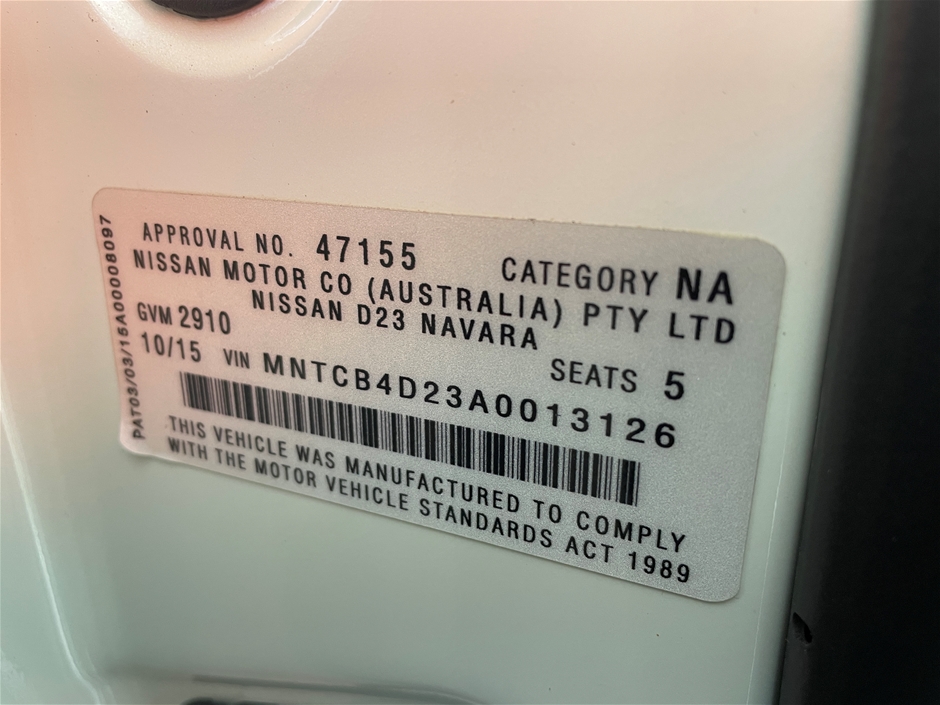 APPROVAL NO. 47155 CATEGORY NA
NISSAN MOTOR CO (AUSTRALIA) PTY LTD
NISSAN D23 NAVARA
GVM 2910 SEATS 5
10/15 VIN MNTCB4D23A0013126
THIS VEHICLE WAS MANUFACTURED TO COMPLY
WITH THE MOTOR VEHICLE STANDARDS ACT 1989
PAT03/03/15A00008097